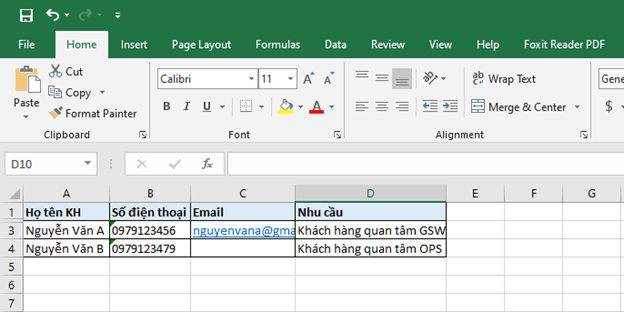 File Home Insert Page Layout Formulas Data Review View Help Foxit Reader PDF
Cut
Copy
Format Painter
Paste
Clipboard
Calibri 11 A A
B I U A
Font
ab Wrap Text
Merge & Center
Alignment
Gene
$
D10 fx
A B C D E F G
1 Họ tên KH Số điện thoại Email Nhu cầu
3 Nguyễn Văn A 0979123456 nguyenvana@gma Khách hàng quan tâm GSW
4 Nguyễn Văn B 0979123479 Khách hàng quan tâm OPS
5
6
7